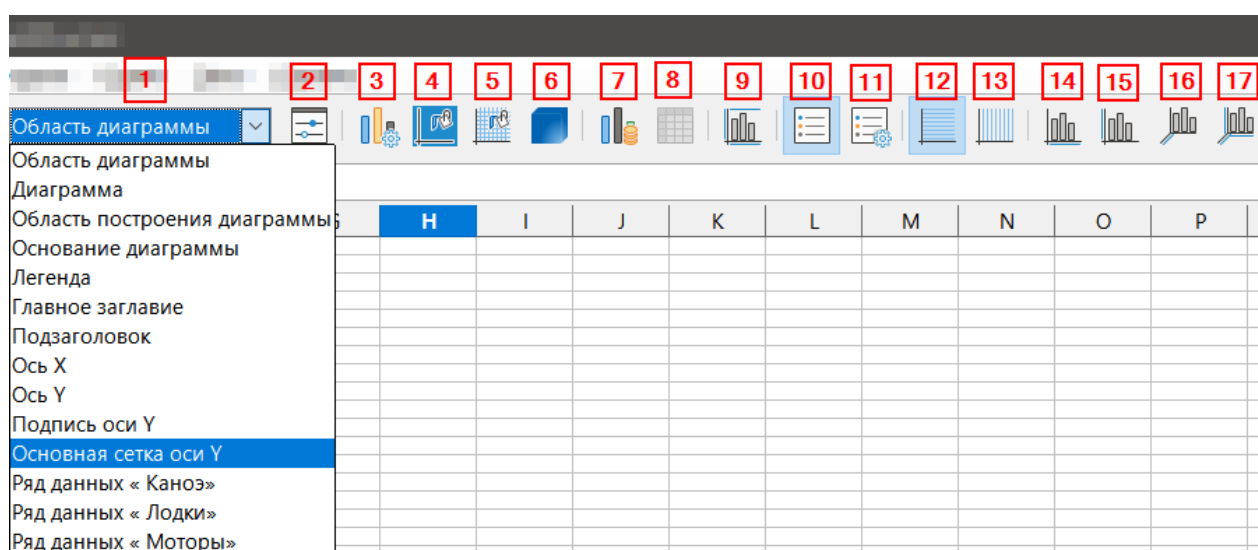 1 2 3 4 5 6 7 8 9 10 11 12 13 14 15 16 17
Область диаграммы
Область диаграммы
Диаграмма
Область построения диаграммы
H I J K L M N O P
Основание диаграммы
Легенда
Главное заглавие
Подзаголовок
Ось X
Ось Y
Подпись оси Y
Основная сетка оси Y
Ряд данных « Каноэ»
Ряд данных « Лодки»
Ряд данных « Моторы»